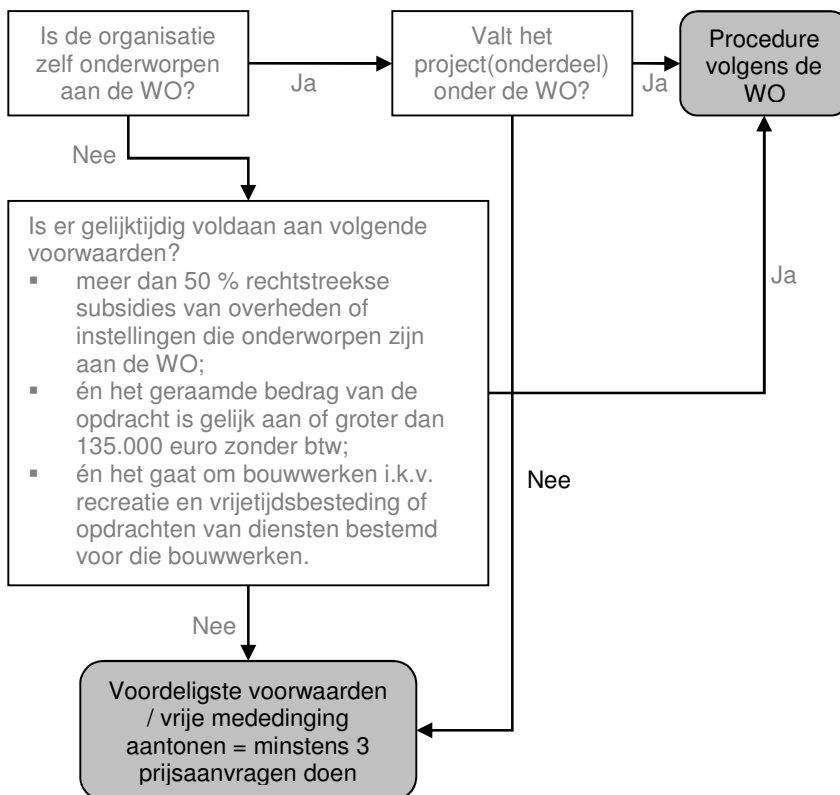 Is de organisatie
zelf onderworpen
aan de WO?
Ja
Valt het
project(onderdeel)
onder de WO?
Ja
Procedure
volgens de
WO
Nee
Is er gelijktijdig voldaan aan volgende
voorwaarden?
▪ meer dan 50 % rechtstreekse
subsidies van overheden of
instellingen die onderworpen zijn
aan de WO;
▪ én het geraamde bedrag van de
opdracht is gelijk aan of groter dan
135.000 euro zonder btw;
▪ én het gaat om bouwwerken i.k.v.
recreatie en vrijetijdsbesteding of
opdrachten van diensten bestemd
voor die bouwwerken.
Ja
Nee
Nee
Voordeligste voorwaarden
/ vrije mededinging
aantonen = minstens 3
prijsaanvragen doen